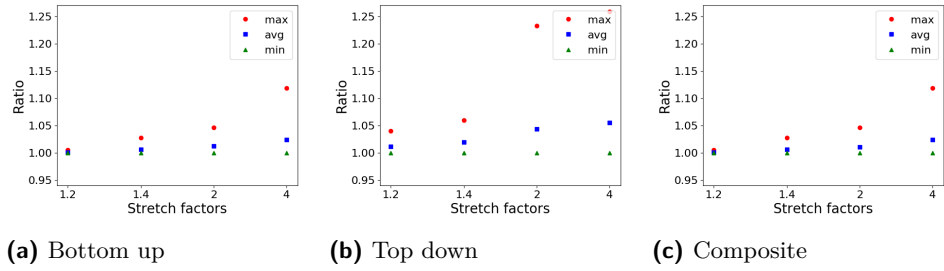 1.25
1.20
1.15
1.10
1.05
1.00
0.95
Ratio
max
avg
min
1.2
1.4
2
4
Stretch factors
(a) Bottom up
1.25
1.20
1.15
1.10
1.05
1.00
0.95
Ratio
max
avg
min
1.2
1.4
2
4
Stretch factors
(b) Top down
1.25
1.20
1.15
1.10
1.05
1.00
0.95
Ratio
max
avg
min
1.2
1.4
2
4
Stretch factors
(c) Composite